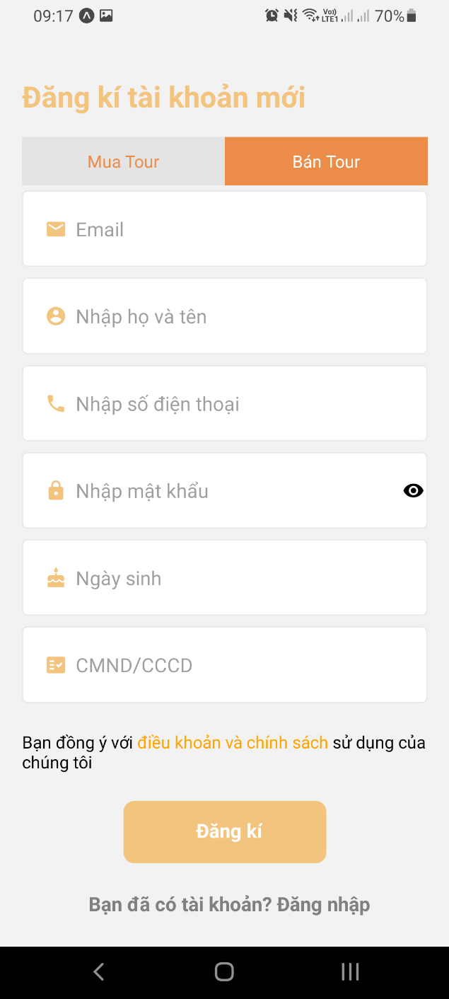 09:17 Vo)) LTE1 70%
Đăng kí tài khoản mới
Mua Tour Bán Tour
Email
Nhập họ và tên
Nhập số điện thoại
Nhập mật khẩu
Ngày sinh
CMND/CCCD
Bạn đồng ý với điều khoản và chính sách sử dụng của
chúng tôi
Đăng kí
Bạn đã có tài khoản? Đăng nhập